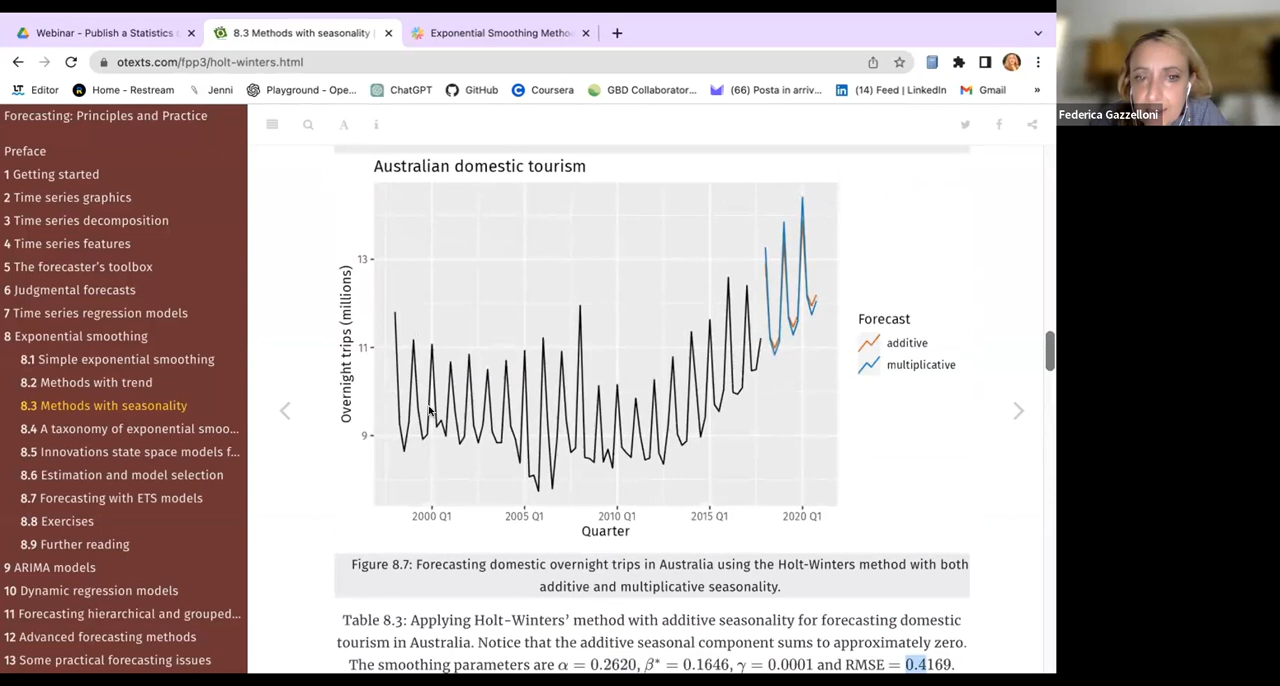 Webinar - Publish a Statistics
8.3 Methods with seasonality
Exponential Smoothing Metho
otexts.com/fpp3/holt-winters.html
Editor
Home - Restream
Jenni
Playground - Ope...
ChatGPT
GitHub
Coursera
GBD Collaborator...
(66) Posta in arriv...
(14) Feed | LinkedIn
Gmail
»
Federica Gazzelloni
Forecasting: Principles and Practice
Preface
1 Getting started
2 Time series graphics
3 Time series decomposition
4 Time series features
5 The forecaster's toolbox
6 Judgmental forecasts
7 Time series regression models
8 Exponential smoothing
8.1 Simple exponential smoothing
8.2 Methods with trend
8.3 Methods with seasonality
8.4 A taxonomy of exponential smoo...
8.5 Innovations state space models f...
8.6 Estimation and model selection
8.7 Forecasting with ETS models
8.8 Exercises
8.9 Further reading
9 ARIMA models
10 Dynamic regression models
11 Forecasting hierarchical and grouped...
12 Advanced forecasting methods
13 Some practical forecasting issues
Australian domestic tourism
Overnight trips (millions)
13
11
9
2000 Q1
2005 Q1
2010 Q1
2015 Q1
2020 Q1
Quarter
Forecast
additive
multiplicative
Figure 8.7: Forecasting domestic overnight trips in Australia using the Holt-Winters method with both
additive and multiplicative seasonality.
Table 8.3: Applying Holt-Winters' method with additive seasonality for forecasting domestic
tourism in Australia. Notice that the additive seasonal component sums to approximately zero.
The smoothing parameters are α = 0.2620, β* = 0.1646, γ = 0.0001 and RMSE = 0.4169.